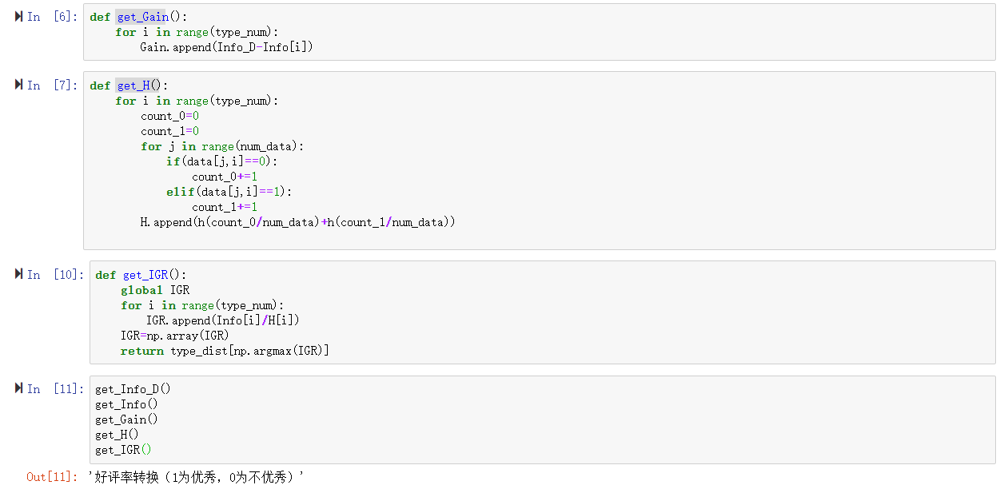 In [6]: def get_Gain():
    for i in range(type_num):
        Gain.append(Info_D-Info[i])
In [7]: def get_H():
    for i in range(type_num):
        count_0=0
        count_1=0
        for j in range(num_data):
            if(data[j,i]==0):
                count_0+=1
            elif(data[j,i]==1):
                count_1+=1
        H.append(h(count_0/num_data)+h(count_1/num_data))
In [10]: def get_IGR():
    global IGR
    for i in range(type_num):
        IGR.append(Info[i]/H[i])
    IGR=np.array(IGR)
    return type_dist[np.argmax(IGR)]
In [11]: get_Info_D()
get_Info()
get_Gain()
get_H()
get_IGR()
Out[11]: '好评率转换（1为优秀，0为不优秀）'